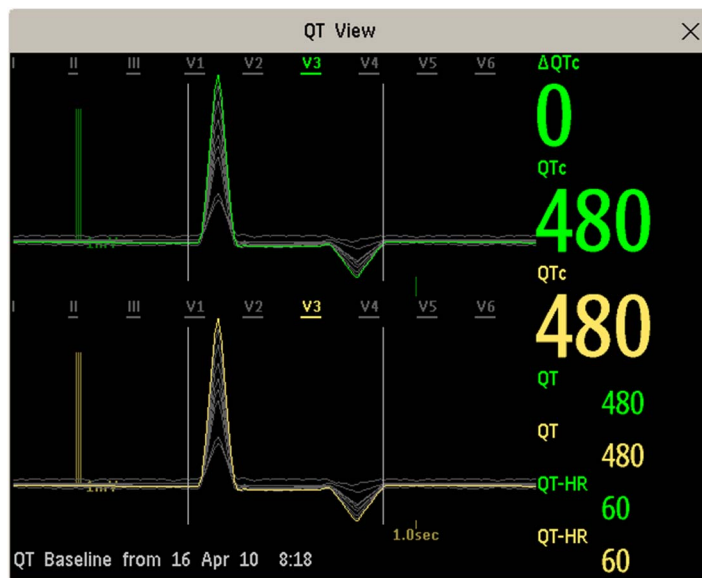 QT View
I II III V1 V2 V3 V4 V5 V6
ΔQTc
0
QTc
480
1mV
I II III V1 V2 V3 V4 V5 V6
QTc
480
QT
480
QT
480
1mV
QT-HR
60
1.0sec
QT-HR
60
QT Baseline from 16 Apr 10 8:18